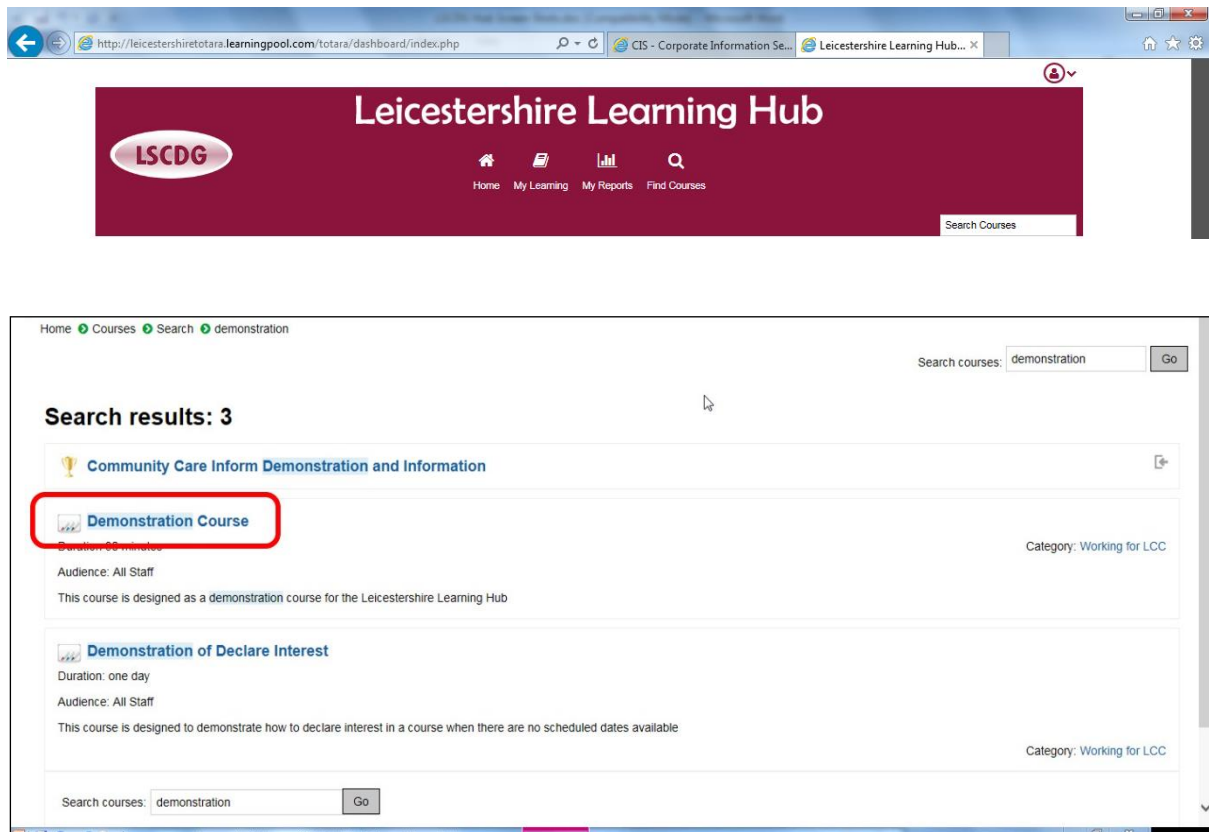 http://leicestershiretotara.learningpool.com/totara/dashboard/index.php
CIS - Corporate Information Se...
Leicestershire Learning Hub...
Leicestershire Learning Hub
LSCDG
Home My Learning My Reports Find Courses
Search Courses
Home Courses Search demonstration
Search courses: demonstration Go
Search results: 3
Community Care Inform Demonstration and Information
Demonstration Course
Category: Working for LCC
Audience: All Staff
This course is designed as a demonstration course for the Leicestershire Learning Hub
Demonstration of Declare Interest
Duration: one day
Audience: All Staff
This course is designed to demonstrate how to declare interest in a course when there are no scheduled dates available
Category: Working for LCC
Search courses: demonstration Go